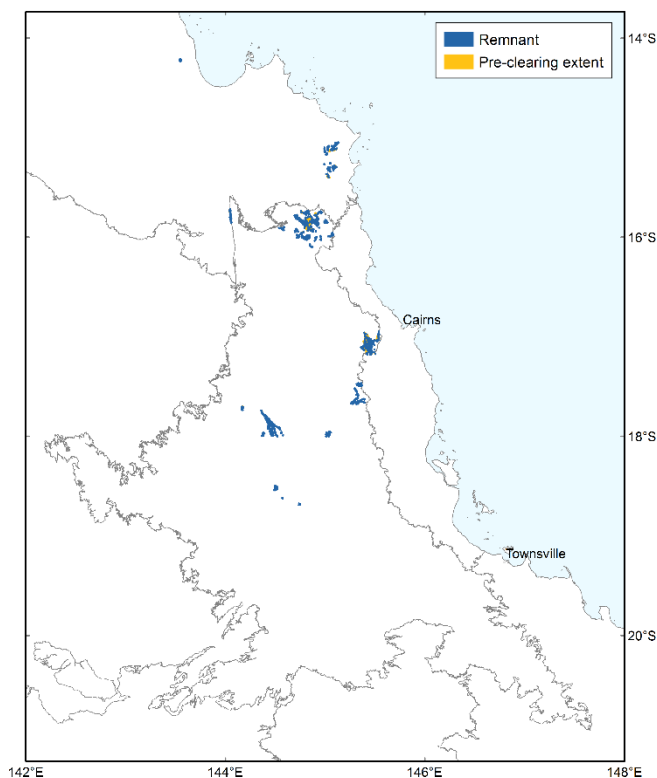 14°S
Remnant
Pre-clearing extent
16°S
Cairns
18°S
Townsville
20°S
142°E
144°E
146°E
148°E